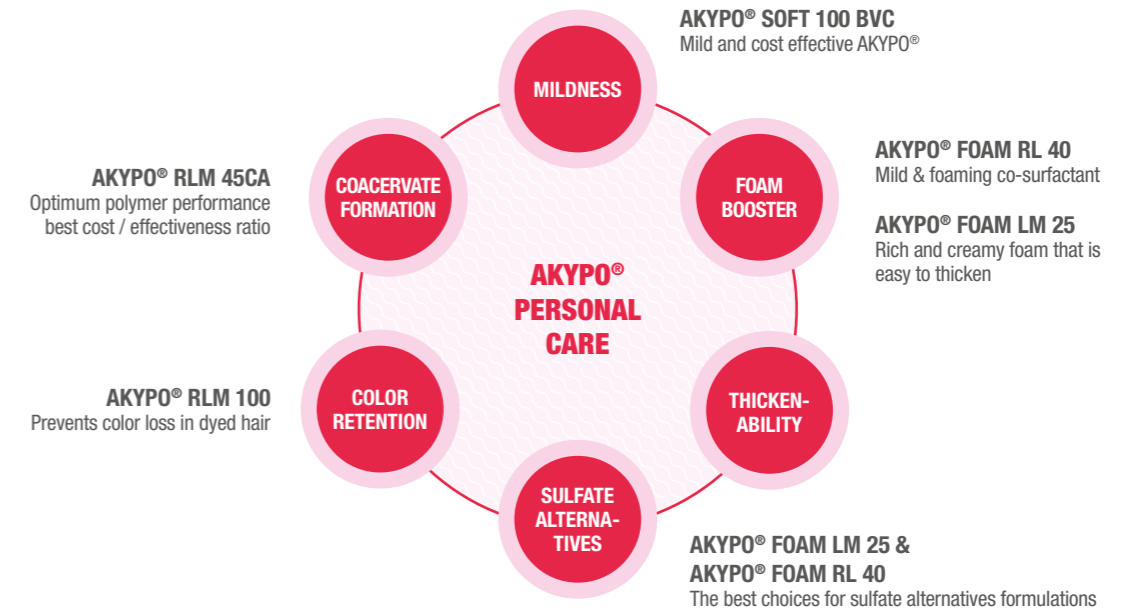 AKYPO® SOFT 100 BVC
Mild and cost effective AKYPO®
MILDNESS
AKYPO® FOAM RL 40
Mild & foaming co-surfactant
AKYPO® FOAM LM 25
Rich and creamy foam that is
easy to thicken
FOAM
BOOSTER
AKYPO® RLM 45CA
Optimum polymer performance
best cost / effectiveness ratio
COACERVATE
FORMATION
AKYPO®
PERSONAL
CARE
AKYPO® RLM 100
Prevents color loss in dyed hair
COLOR
RETENTION
THICKEN-
ABILITY
SULFATE
ALTERNA-
TIVES
AKYPO® FOAM LM 25 &
AKYPO® FOAM RL 40
The best choices for sulfate alternatives formulations